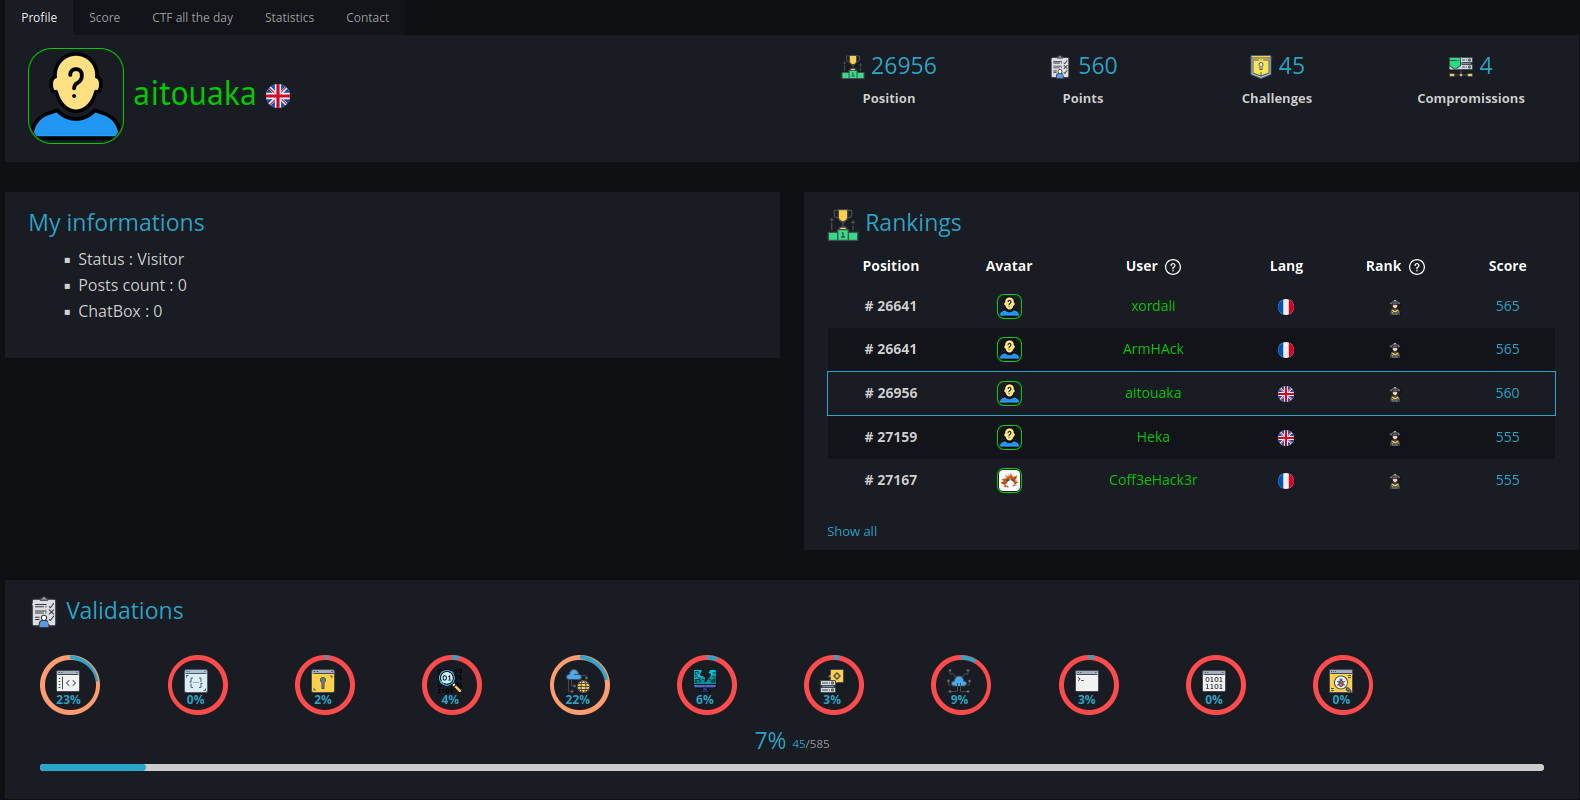 Profile Score CTF all the day Statistics Contact
aitouaka
26956 560 45 4
Position Points Challenges Compromissions
My informations
Status : Visitor
Posts count : 0
ChatBox : 0
Rankings
Position Avatar User ? Lang Rank ? Score
# 26641 xordali 565
# 26641 ArmHAck 565
# 26956 aitouaka 560
# 27159 Heka 555
# 27167 Coff3eHack3r 555
Show all
Validations
23% 0% 2% 4% 22% 6% 3% 9% 3% 0% 0%
7% 45/585